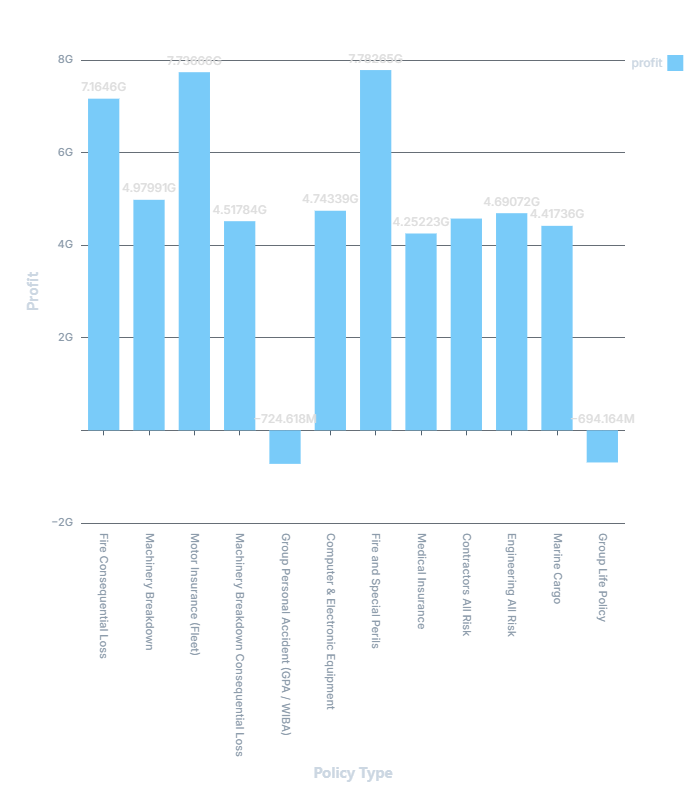 8G
6G
4G
2G
−2G
Profit
7.1646G
4.97991G
4.51784G
−724.618M
4.74339G
7.78265G
4.25223G
4.69072G
4.41736G
−694.164M
profit
Fire Consequential Loss
Machinery Breakdown
Motor Insurance (Fleet)
Machinery Breakdown Consequential Loss
Group Personal Accident (GPA / WIBA)
Computer & Electronic Equipment
Fire and Special Perils
Medical Insurance
Contractors All Risk
Engineering All Risk
Marine Cargo
Group Life Policy
Policy Type